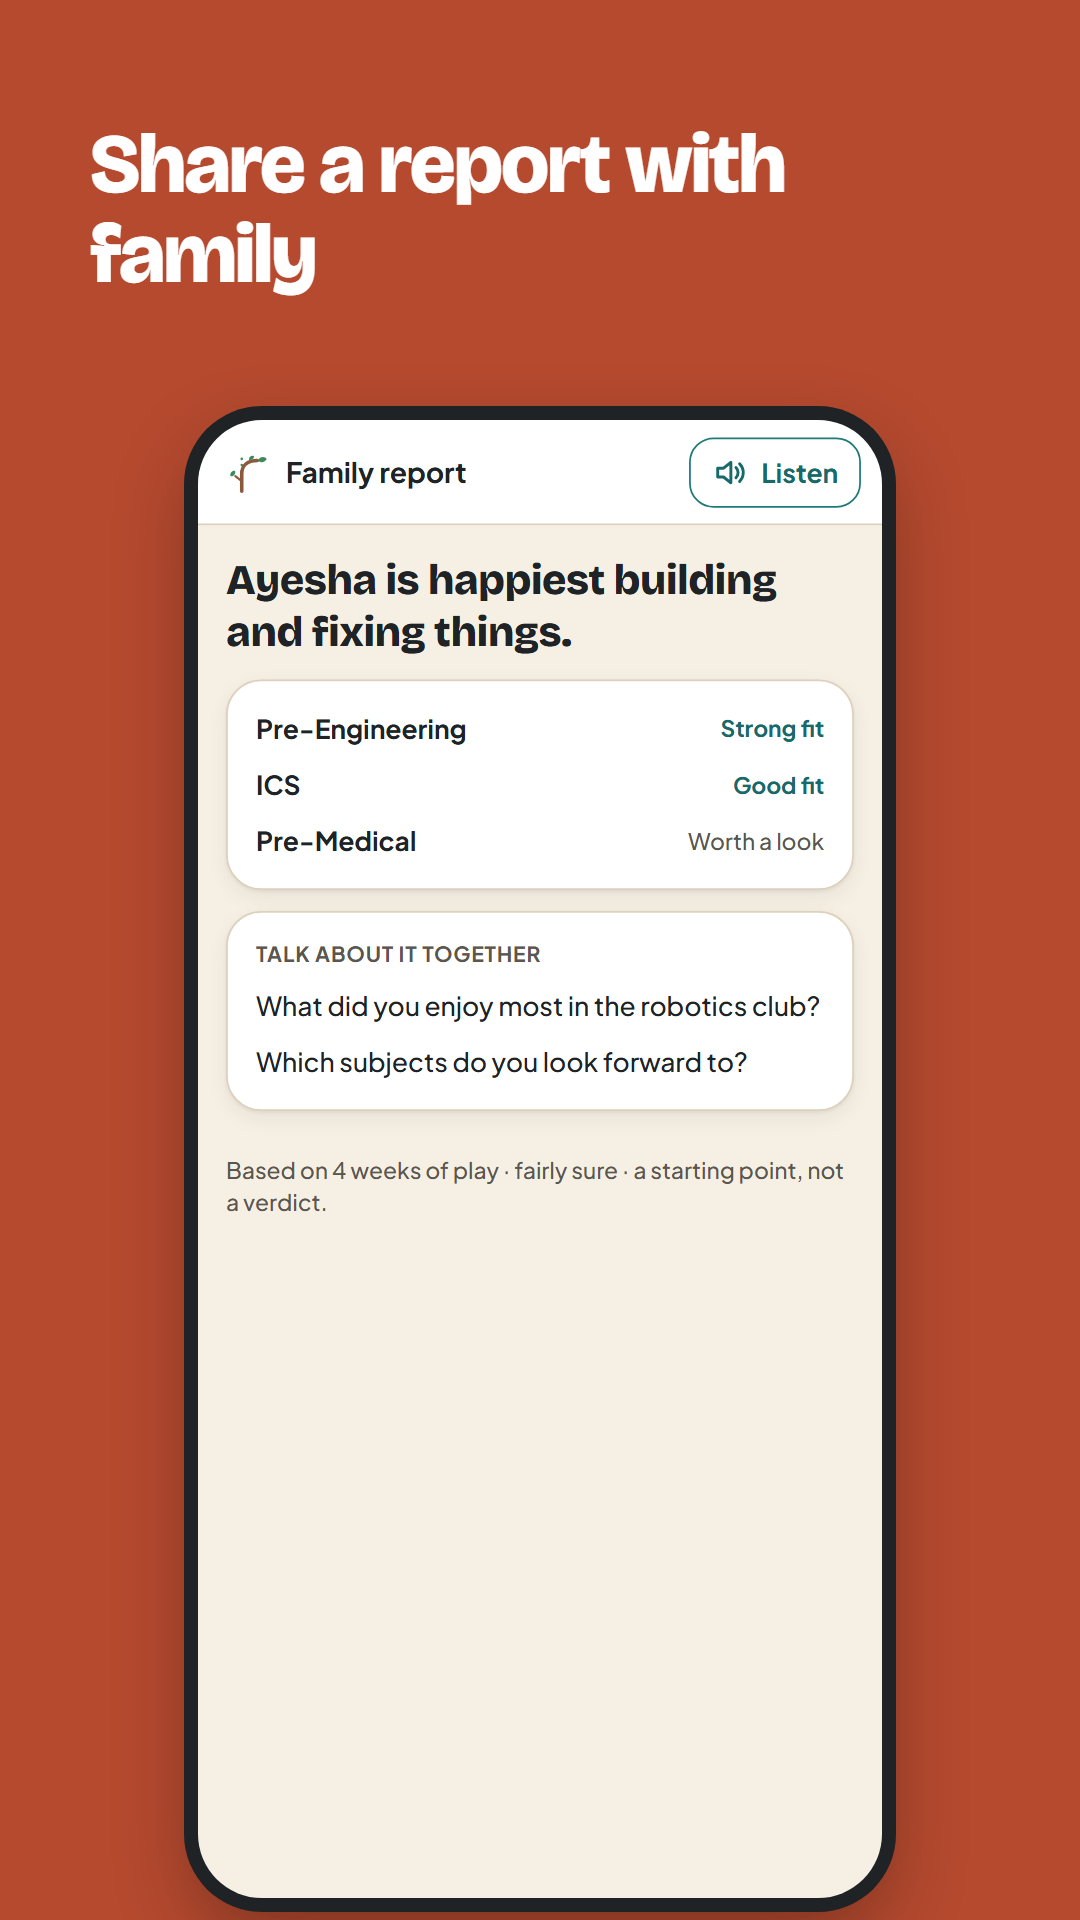 Share a report with
family
Family report
Listen
Ayesha is happiest building
and fixing things.
Pre-Engineering
Strong fit
ICS
Good fit
Pre-Medical
Worth a look
TALK ABOUT IT TOGETHER
What did you enjoy most in the robotics club?
Which subjects do you look forward to?
Based on 4 weeks of play · fairly sure · a starting point, not
a verdict.